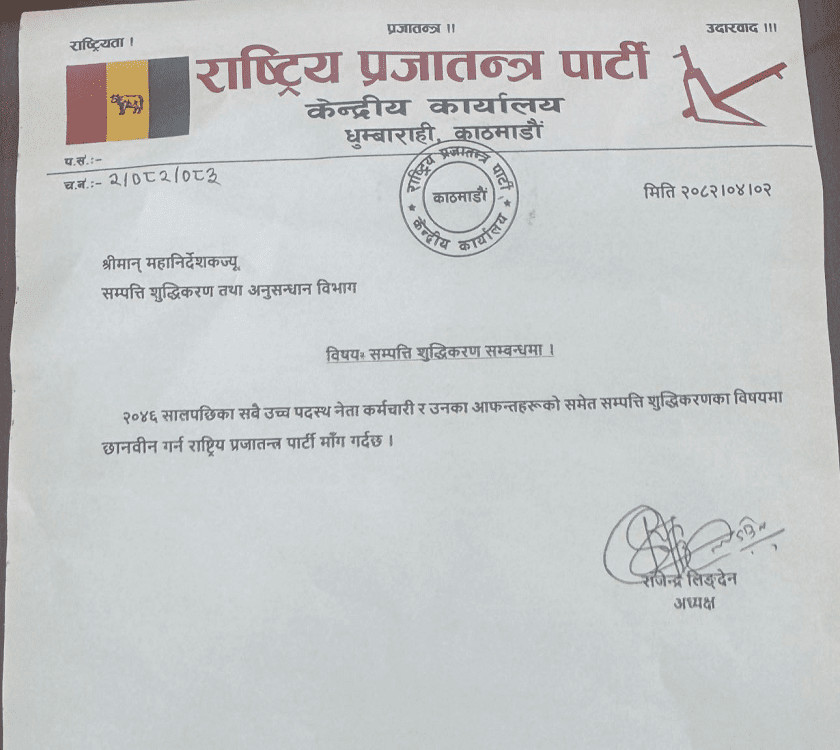 राष्ट्रियता ।
प्रजातन्त्र ॥
उदारवाद ।।।
राष्ट्रिय प्रजातन्त्र पार्टी
केन्द्रीय कार्यालय
धुम्बाराही, काठमाडौं
प.सं.:-
च.नं.:- २/०८२/०८३
राष्ट्रिय प्रजातन्त्र पार्टी
काठमाडौं
केन्द्रीय कार्यालय
मिति २०८२।०४।०२
श्रीमान् महानिर्देशकज्यू
सम्पत्ति शुद्धिकरण तथा अनुसन्धान विभाग
विषयः सम्पत्ति शुद्धिकरण सम्बन्धमा ।
२०४६ सालपछिका सबै उच्च पदस्थ नेता कर्मचारी र उनका आफन्तहरूको समेत सम्पत्ति शुद्धिकरणका विषयमा
छानवीन गर्न राष्ट्रिय प्रजातन्त्र पार्टी माँग गर्दछ ।
राजेन्द्र लिङ्देन
अध्यक्ष